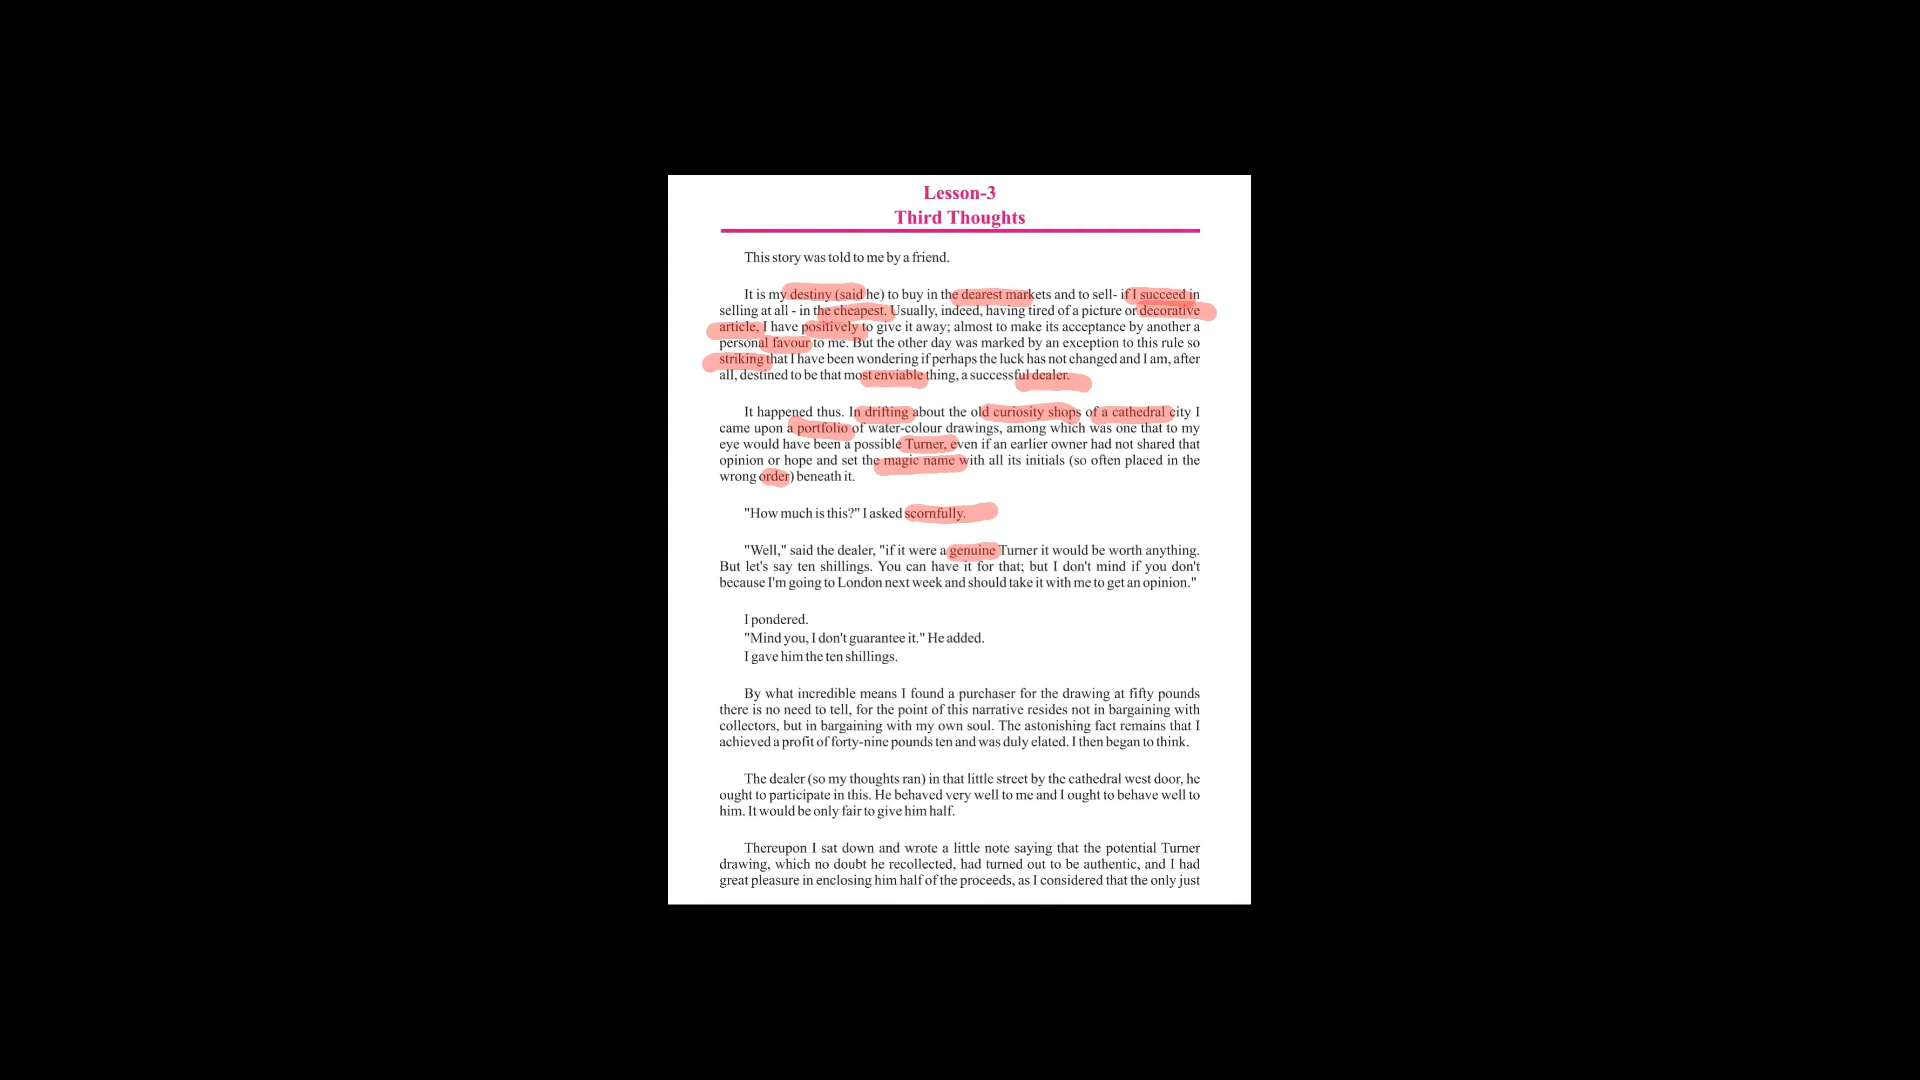 Lesson-3
Third Thoughts
This story was told to me by a friend.
It is my destiny (said he) to buy in the dearest markets and to sell- if I succeed in
selling at all - in the cheapest. Usually, indeed, having tired of a picture or decorative
article, I have positively to give it away; almost to make its acceptance by another a
personal favour to me. But the other day was marked by an exception to this rule so
striking that I have been wondering if perhaps the luck has not changed and I am, after
all, destined to be that most enviable thing, a successful dealer.
It happened thus. In drifting about the old curiosity shops of a cathedral city I
came upon a portfolio of water-colour drawings, among which was one that to my
eye would have been a possible Turner, even if an earlier owner had not shared that
opinion or hope and set the magic name with all its initials (so often placed in the
wrong order) beneath it.
"How much is this?" I asked scornfully.
"Well," said the dealer, "if it were a genuine Turner it would be worth anything.
But let's say ten shillings. You can have it for that; but I don't mind if you don't
because I'm going to London next week and should take it with me to get an opinion."
I pondered.
"Mind you, I don't guarantee it." He added.
I gave him the ten shillings.
By what incredible means I found a purchaser for the drawing at fifty pounds
there is no need to tell, for the point of this narrative resides not in bargaining with
collectors, but in bargaining with my own soul. The astonishing fact remains that I
achieved a profit of forty-nine pounds ten and was duly elated. I then began to think.
The dealer (so my thoughts ran) in that little street by the cathedral west door, he
ought to participate in this. He behaved very well to me and I ought to behave well to
him. It would be only fair to give him half.
Thereupon I sat down and wrote a little note saying that the potential Turner
drawing, which no doubt he recollected, had turned out to be authentic, and I had
great pleasure in enclosing him half of the proceeds, as I considered that the only just